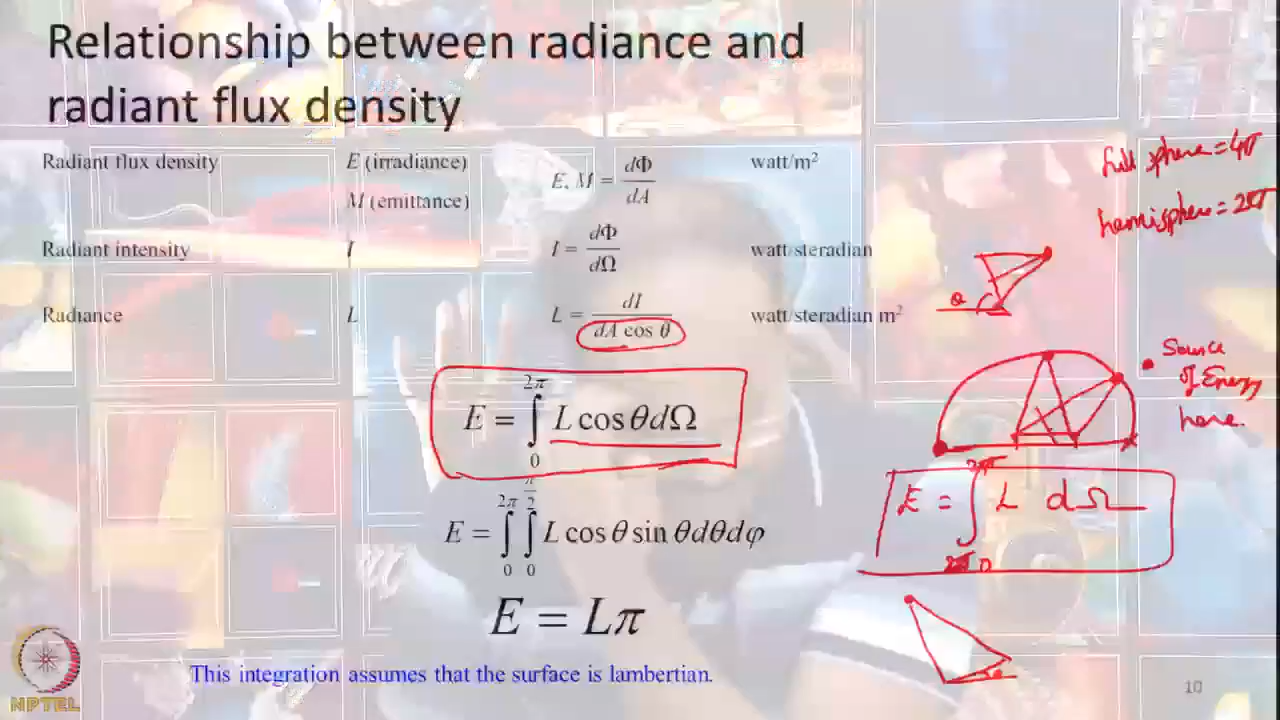 Relationship between radiance and
radiant flux density
Radiant flux density E (irradiance) E, M = dΦ/dA watt/m²
M (emittance)
Radiant intensity I I = dΦ/dΩ watt/steradian
Radiance L L = dI/(dA cos θ) watt/steradian m²
E = ∫₀^{2π} L cos θ dΩ
E = ∫₀^{2π} ∫₀^{π/2} L cos θ sin θ dθ dφ
E = Lπ
This integration assumes that the surface is lambertian.
full sphere = 4π
hemisphere = 2π
θ
Source
of Energy
here.
E = ∫₀^{2π} L dΩ
NPTEL
10